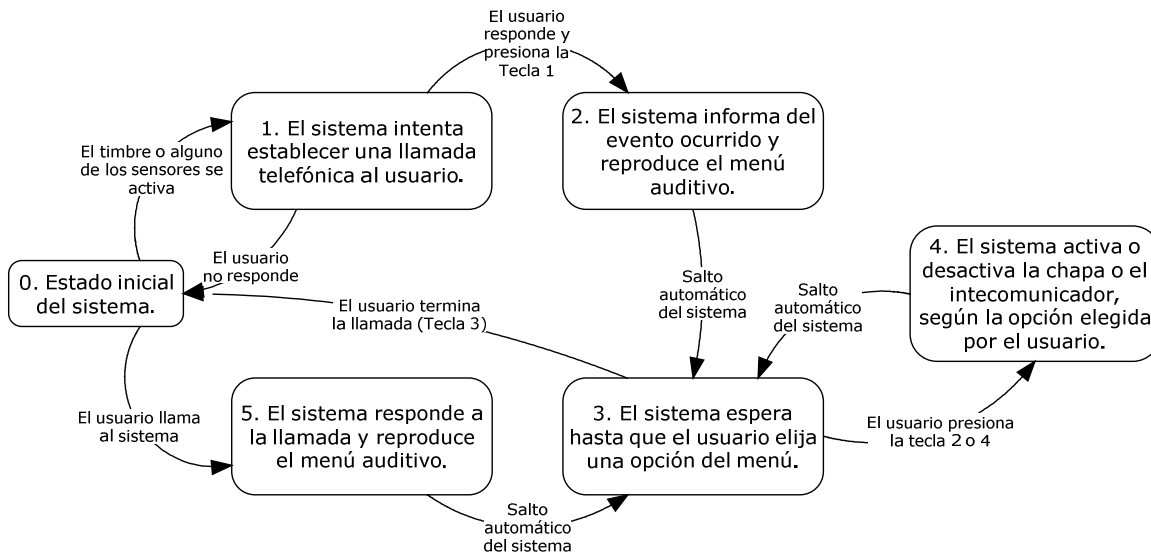 El usuario
responde y
presiona la
Tecla 1
1. El sistema intenta
establecer una llamada
telefónica al usuario.
2. El sistema informa del
evento ocurrido y
reproduce el menú
auditivo.
El timbre o alguno
de los sensores se
activa
El usuario
no responde
0. Estado inicial
del sistema.
El usuario termina
la llamada (Tecla 3)
Salto
automático
del sistema
Salto
automático
del sistema
4. El sistema activa o
desactiva la chapa o el
intecomunicador,
según la opción elegida
por el usuario.
El usuario llama
al sistema
5. El sistema responde a
la llamada y reproduce
el menú auditivo.
3. El sistema espera
hasta que el usuario elija
una opción del menú.
El usuario presiona
la tecla 2 o 4
Salto
automático
del sistema